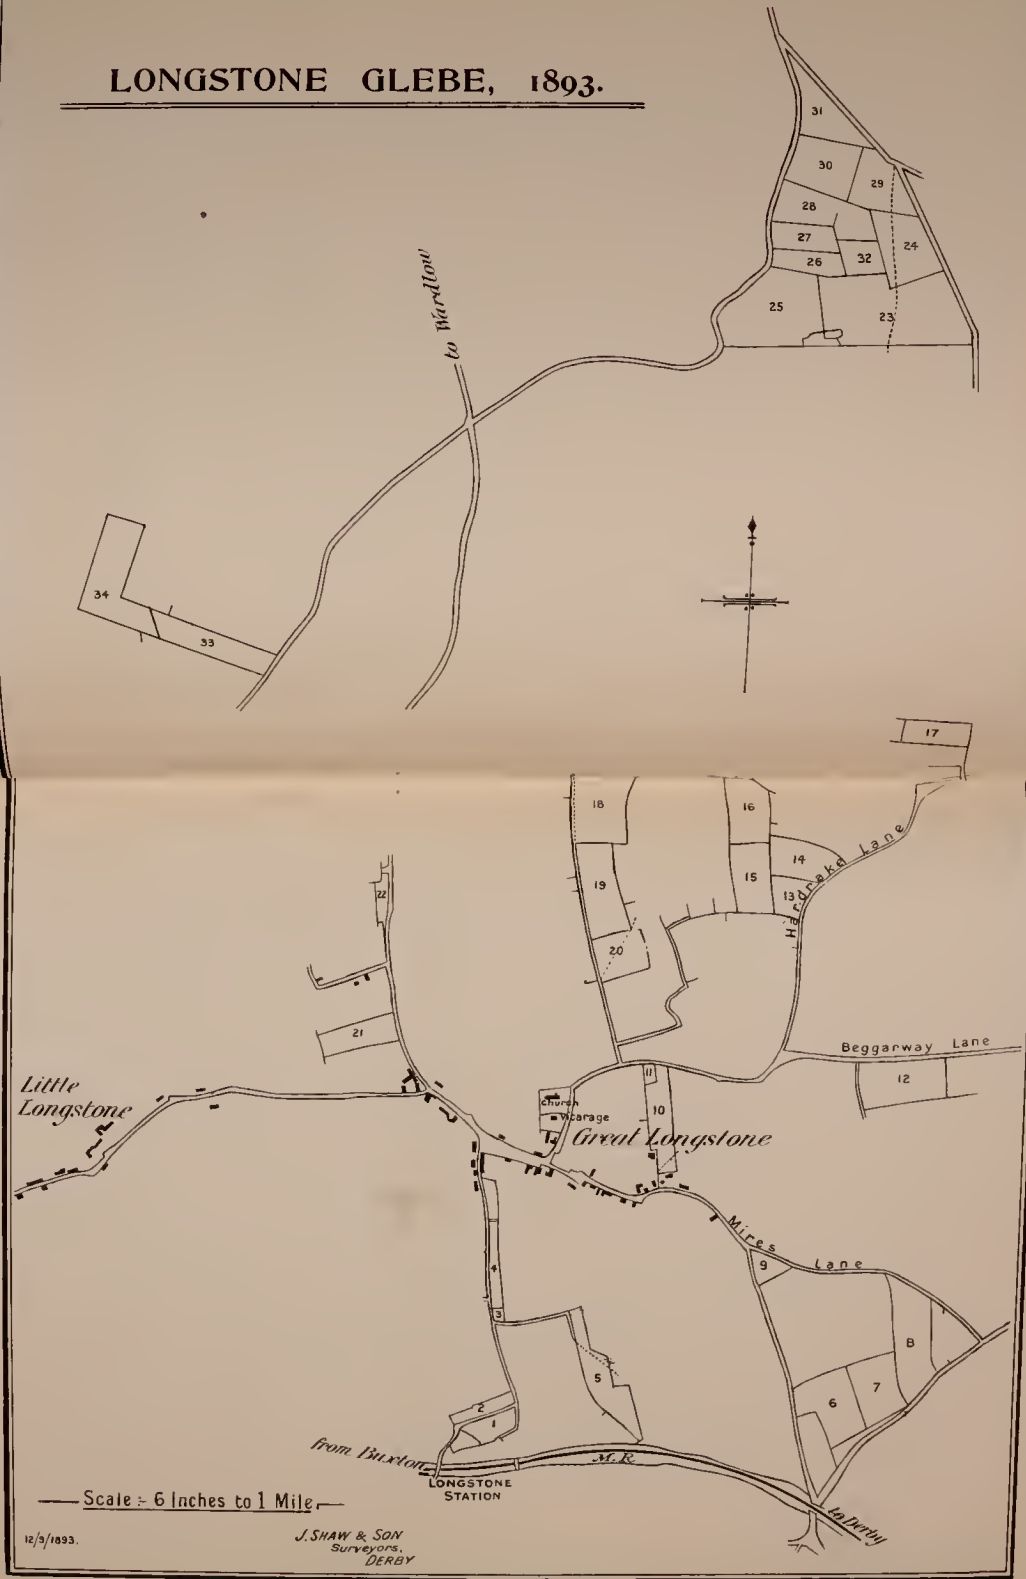 LONGSTONE GLEBE, 1893.
31
30
29
28
27
24
26
32
25
23
to Wardlow
34
33
17
18
16
14
19
15
13
Hardrake Lane
22
20
21
Beggarway Lane
12
Little
Longstone
11
Church
10
Vicarage
Great Longstone
Mires Lane
9
4
3
8
5
7
6
2
1
from Buxton
M.R.
LONGSTONE
STATION
to Derby
Scale :- 6 Inches to 1 Mile
12/9/1893.
J. SHAW & SON
Surveyors,
DERBY